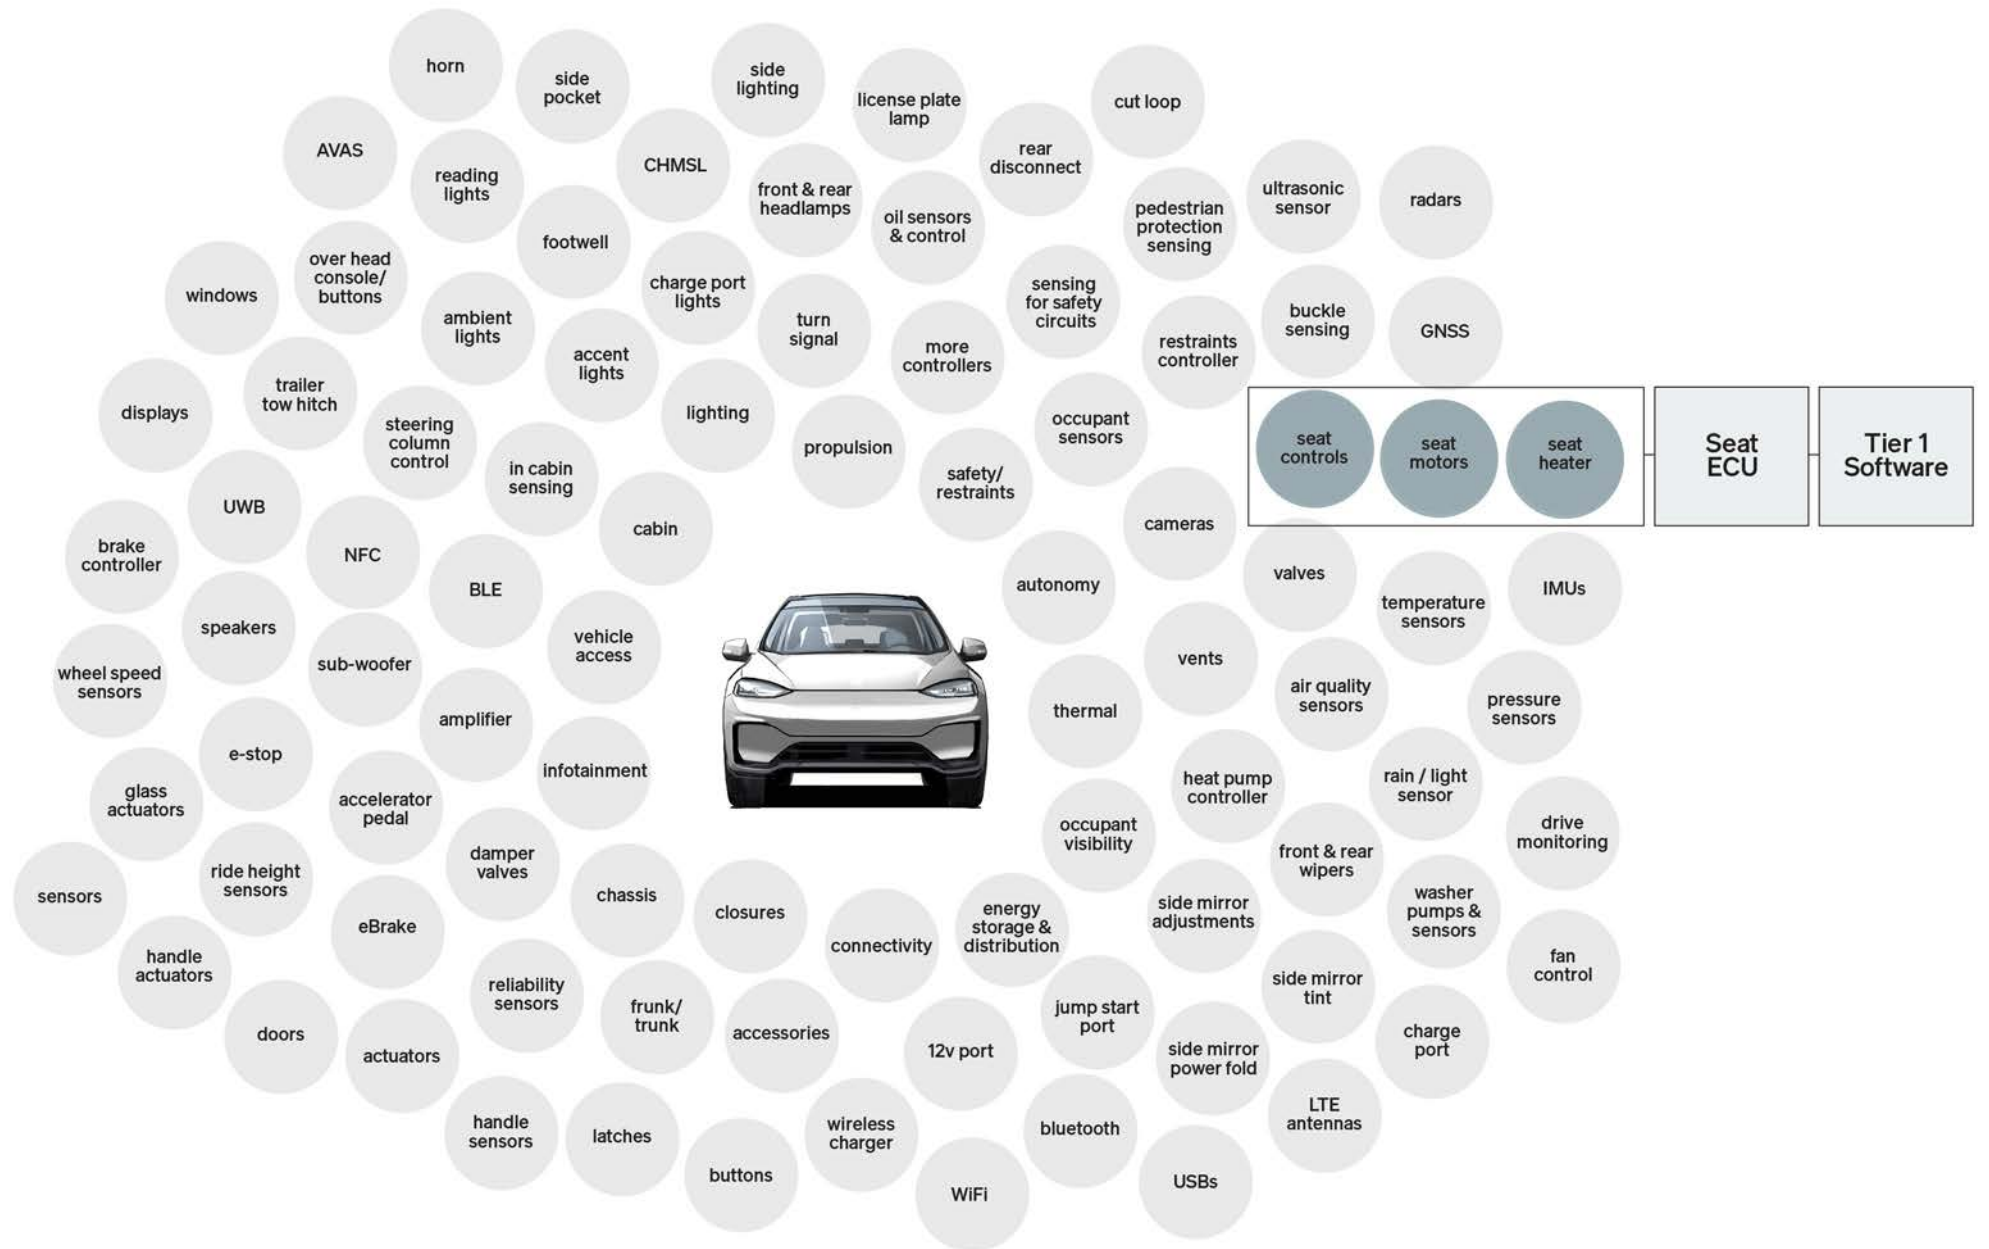 horn
side
pocket
side
lighting
license plate
lamp
cut loop
AVAS
reading
lights
CHMSL
front & rear
headlamps
rear
disconnect
oil sensors
& control
pedestrian
protection
sensing
ultrasonic
sensor
radars
windows
over head
console/
buttons
footwell
ambient
lights
charge port
lights
accent
lights
turn
signal
more
controllers
sensing
for safety
circuits
restraints
controller
buckle
sensing
GNSS
displays
trailer
tow hitch
steering
column
control
in cabin
sensing
lighting
propulsion
safety/
restraints
occupant
sensors
seat
controls
seat
motors
seat
heater
Seat
ECU
Tier 1
Software
UWB
brake
controller
NFC
BLE
cabin
cameras
autonomy
valves
temperature
sensors
IMUs
speakers
wheel speed
sensors
sub-woofer
vehicle
access
amplifier
thermal
vents
air quality
sensors
pressure
sensors
e-stop
glass
actuators
accelerator
pedal
infotainment
occupant
visibility
heat pump
controller
rain / light
sensor
drive
monitoring
sensors
ride height
sensors
damper
valves
chassis
closures
connectivity
energy
storage &
distribution
side mirror
adjustments
front & rear
wipers
washer
pumps &
sensors
fan
control
handle
actuators
eBrake
doors
actuators
reliability
sensors
frunk/
trunk
accessories
12v port
jump start
port
side mirror
power fold
side mirror
tint
charge
port
handle
sensors
latches
buttons
wireless
charger
WiFi
bluetooth
USBs
LTE
antennas